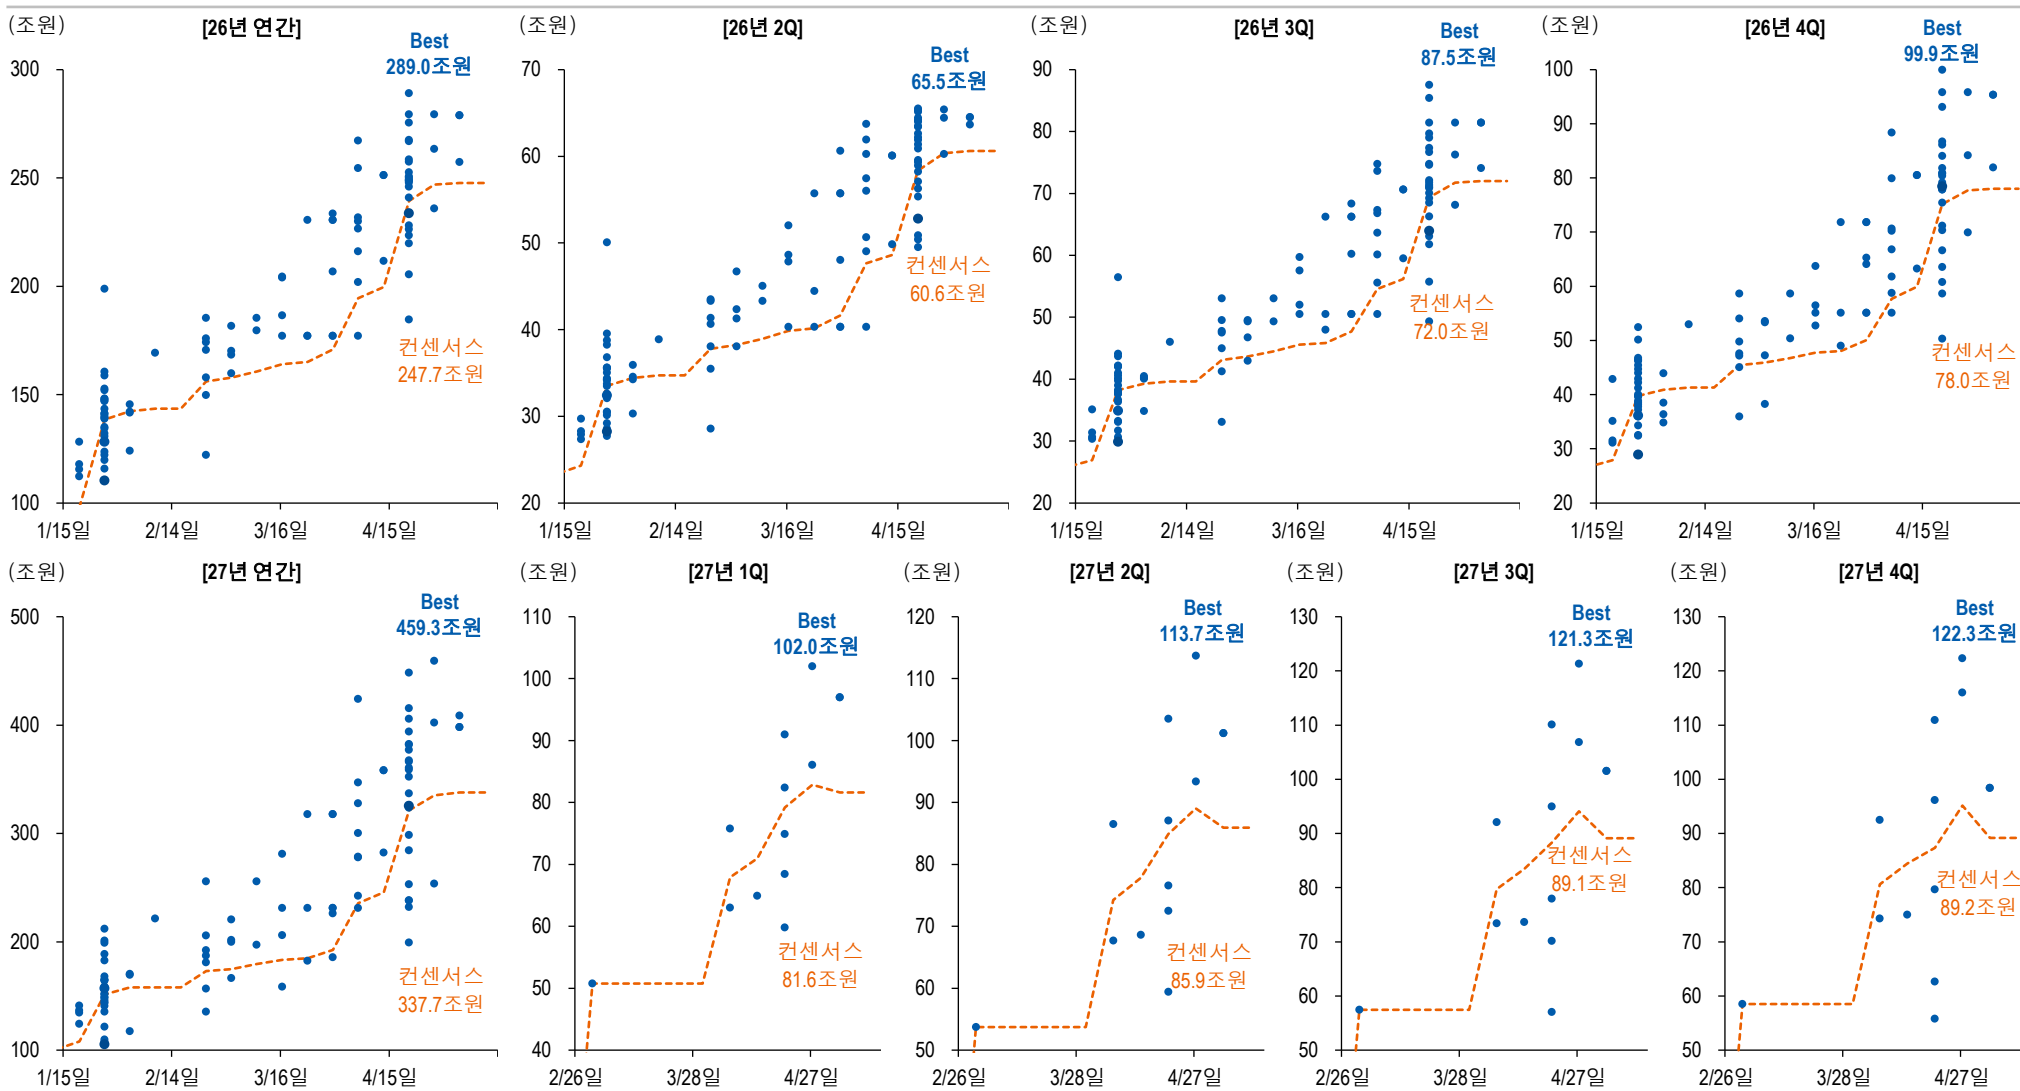 (조원)
[26년 연간]
Best
289.0조원
300
250
200
150
100
컨센서스
247.7조원
1/15일
2/14일
3/16일
4/15일
(조원)
[26년 2Q]
Best
65.5조원
70
60
50
40
30
20
컨센서스
60.6조원
1/15일
2/14일
3/16일
4/15일
(조원)
[26년 3Q]
Best
87.5조원
90
80
70
60
50
40
30
20
컨센서스
72.0조원
1/15일
2/14일
3/16일
4/15일
(조원)
[26년 4Q]
Best
99.9조원
100
90
80
70
60
50
40
30
20
컨센서스
78.0조원
1/15일
2/14일
3/16일
4/15일
(조원)
[27년 연간]
Best
459.3조원
500
400
300
200
100
컨센서스
337.7조원
1/15일
2/14일
3/16일
4/15일
(조원)
[27년 1Q]
Best
102.0조원
110
100
90
80
70
60
50
40
컨센서스
81.6조원
2/26일
3/28일
4/27일
(조원)
[27년 2Q]
Best
113.7조원
120
110
100
90
80
70
60
50
컨센서스
85.9조원
2/26일
3/28일
4/27일
(조원)
[27년 3Q]
Best
121.3조원
130
120
110
100
90
80
70
60
50
컨센서스
89.1조원
2/26일
3/28일
4/27일
(조원)
[27년 4Q]
Best
122.3조원
130
120
110
100
90
80
70
60
50
컨센서스
89.2조원
2/26일
3/28일
4/27일